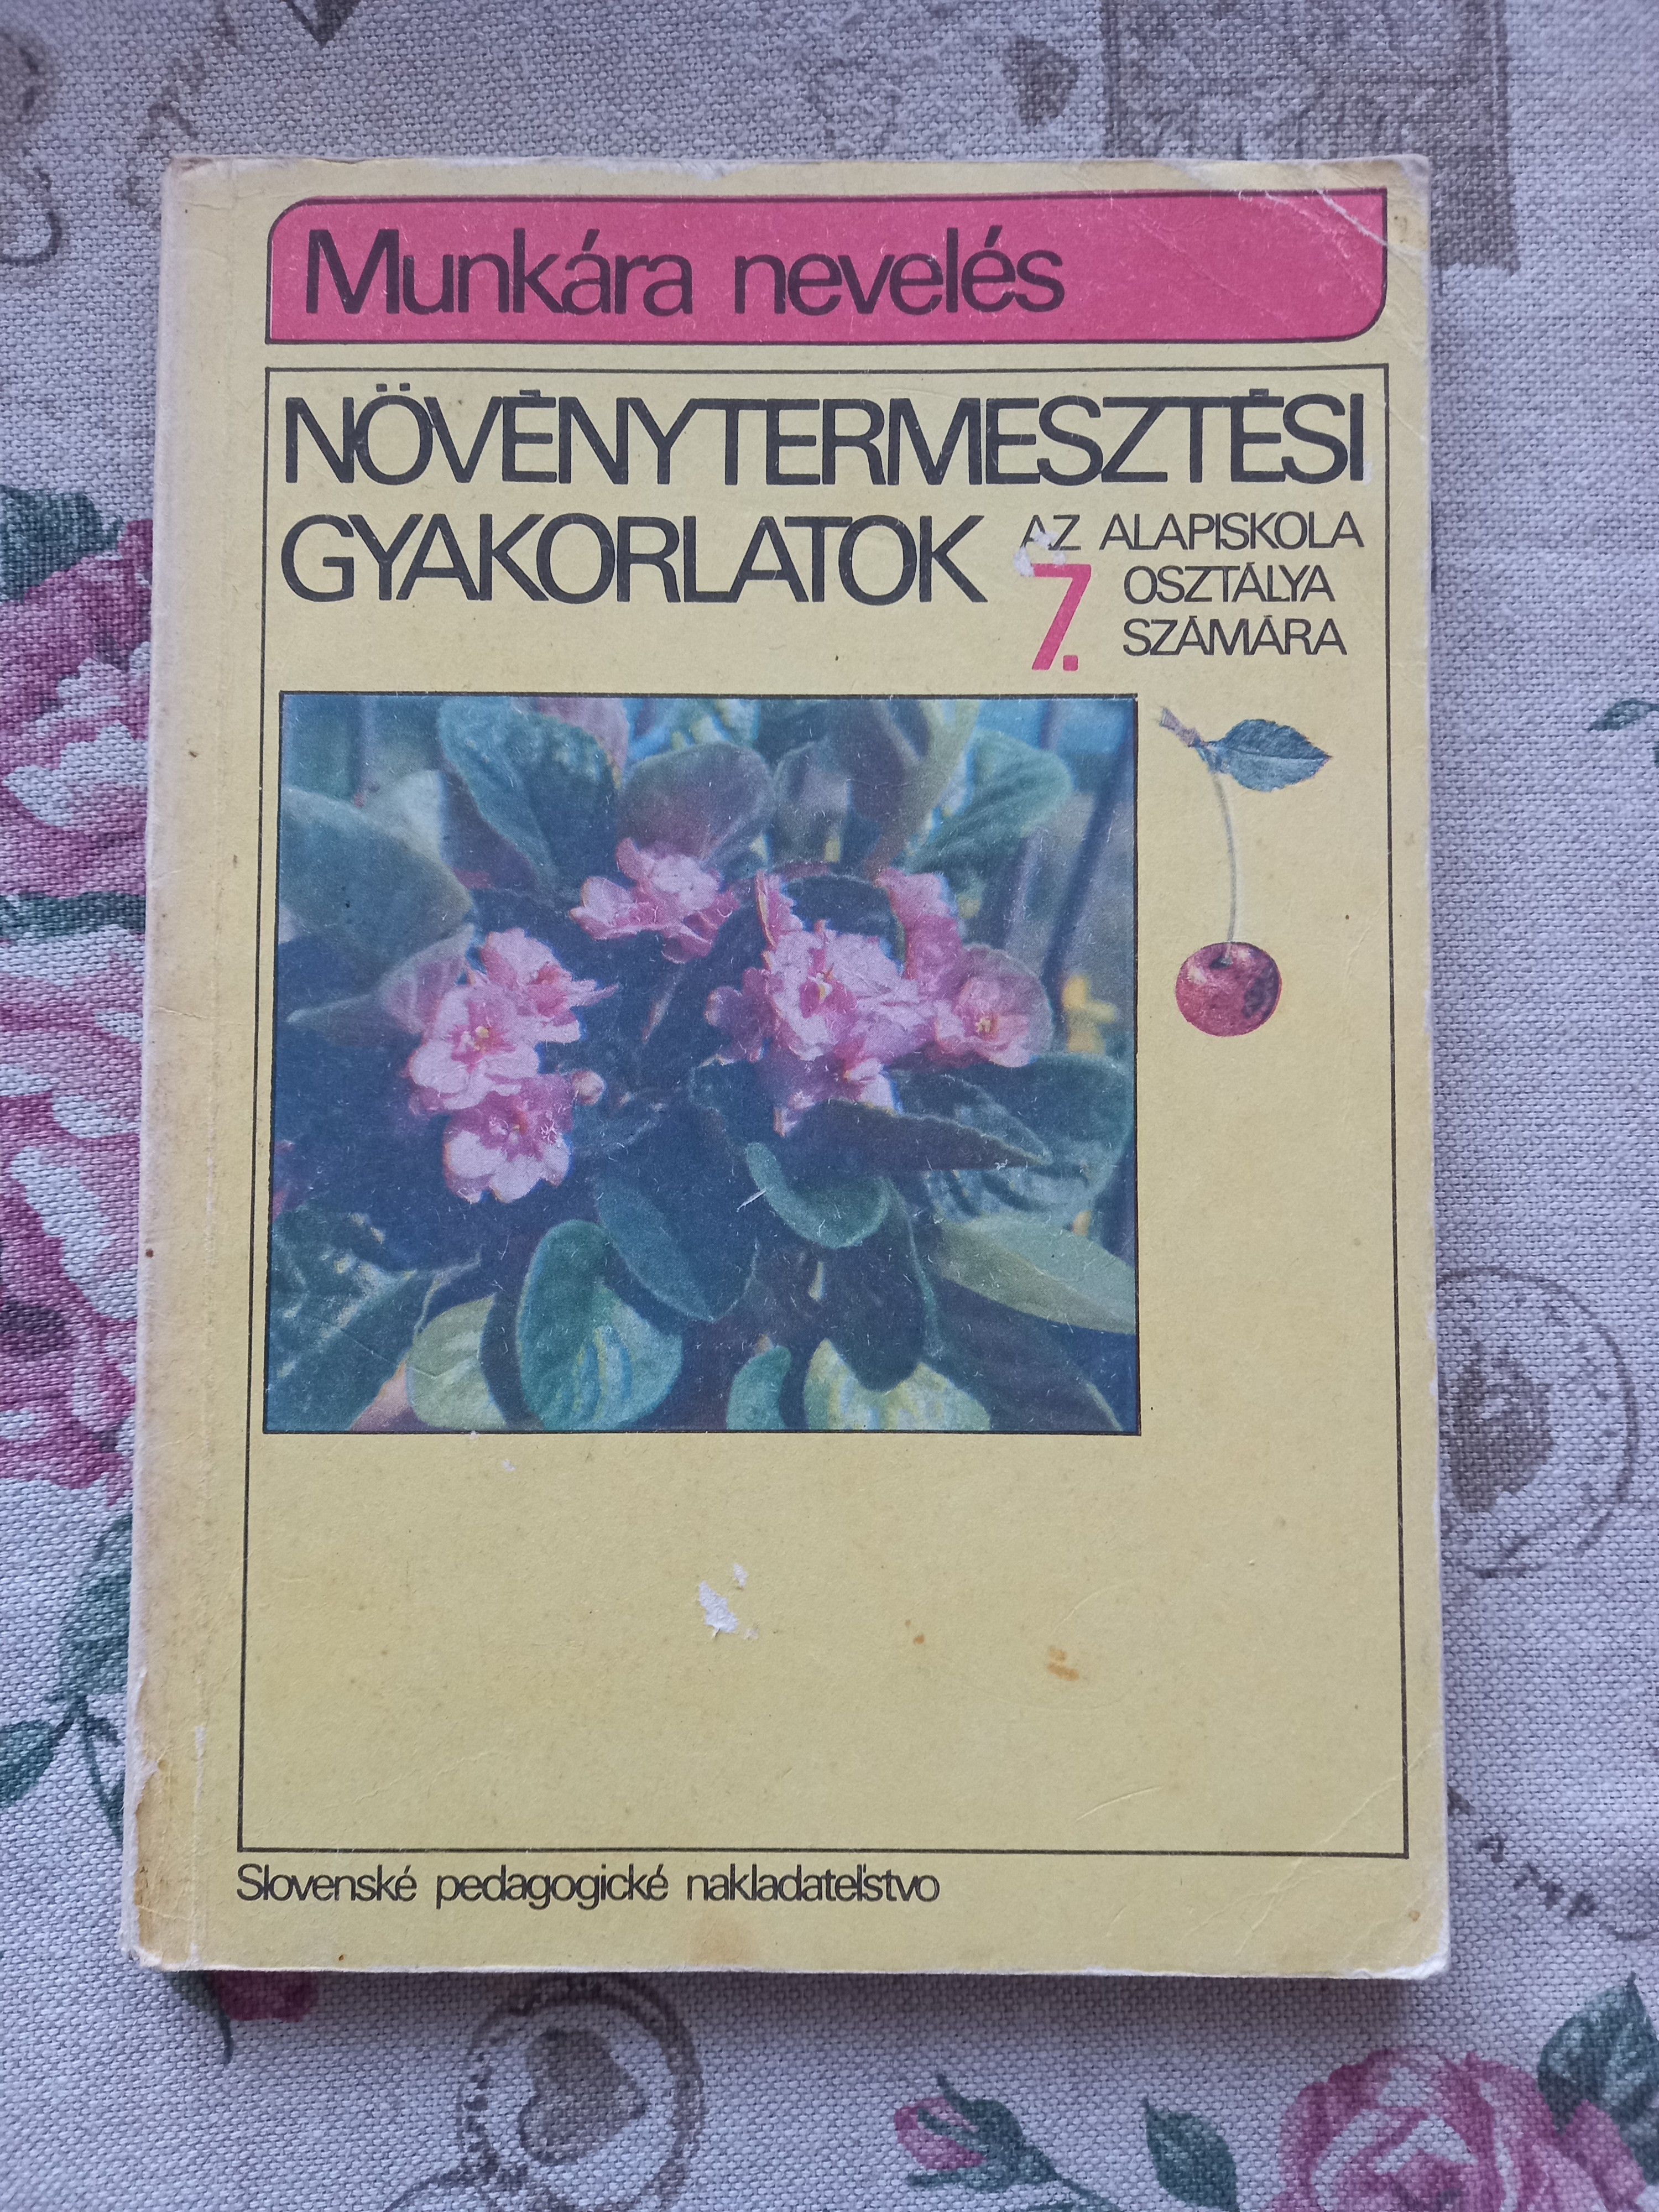 Munkára nevelés
NÖVÉNYTERMESZTÉSI
GYAKORLATOK AZ ALAPISKOLA
7. OSZTÁLYA
SZÁMÁRA
Slovenské pedagogické nakladateľstvo